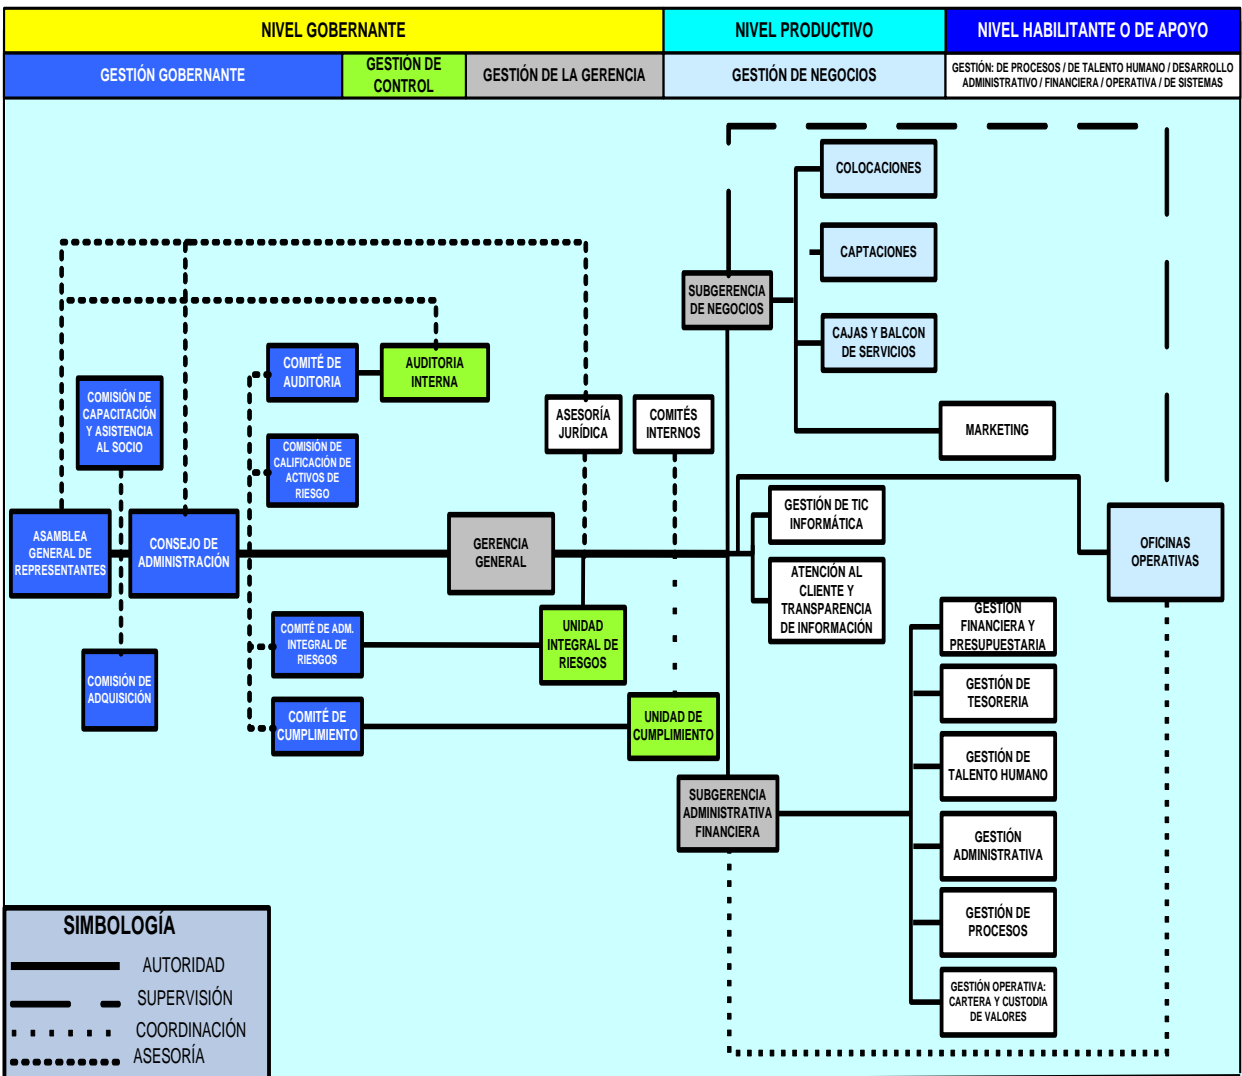 NIVEL GOBERNANTE
NIVEL PRODUCTIVO
NIVEL HABILITANTE O DE APOYO
GESTIÓN GOBERNANTE
GESTIÓN DE
CONTROL
GESTIÓN DE LA GERENCIA
GESTIÓN DE NEGOCIOS
GESTIÓN: DE PROCESOS / DE TALENTO HUMANO / DESARROLLO
ADMINISTRATIVO / FINANCIERA / OPERATIVA / DE SISTEMAS
COLOCACIONES
CAPTACIONES
SUBGERENCIA
DE NEGOCIOS
CAJAS Y BALCON
DE SERVICIOS
COMITÉ DE
AUDITORIA
AUDITORIA
INTERNA
COMISIÓN DE
CAPACITACIÓN
Y ASISTENCIA
AL SOCIO
ASESORÍA
JURÍDICA
COMITÉS
INTERNOS
MARKETING
COMISIÓN DE
CALIFICACIÓN DE
ACTIVOS DE
RIESGO
GESTIÓN DE TIC
INFORMÁTICA
ASAMBLEA
GENERAL DE
REPRESENTANTES
CONSEJO DE
ADMINISTRACIÓN
GERENCIA
GENERAL
OFICINAS
OPERATIVAS
ATENCIÓN AL
CLIENTE Y
TRANSPARENCIA
DE INFORMACIÓN
GESTIÓN
FINANCIERA Y
PRESUPUESTARIA
COMITÉ DE ADM.
INTEGRAL DE
RIESGOS
UNIDAD
INTEGRAL DE
RIESGOS
COMISIÓN DE
ADQUISICIÓN
GESTIÓN DE
TESORERIA
COMITÉ DE
CUMPLIMIENTO
UNIDAD DE
CUMPLIMIENTO
GESTIÓN DE
TALENTO HUMANO
SUBGERENCIA
ADMINISTRATIVA
FINANCIERA
GESTIÓN
ADMINISTRATIVA
GESTIÓN DE
PROCESOS
GESTIÓN OPERATIVA:
CARTERA Y CUSTODIA
DE VALORES
SIMBOLOGÍA
AUTORIDAD
SUPERVISIÓN
COORDINACIÓN
ASESORÍA